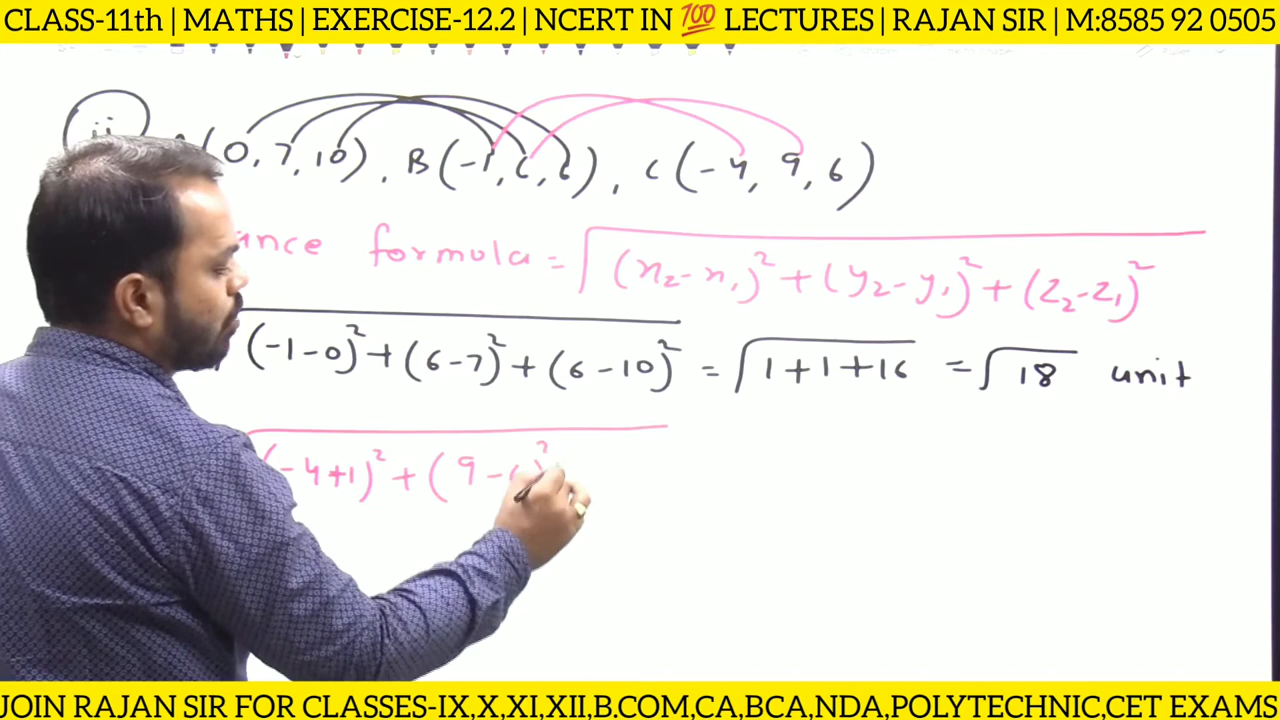 CLASS-11th | MATHS | EXERCISE-12.2 | NCERT IN 💯 LECTURES | RAJAN SIR | M:8585 92 0505
ii
(0, 7, 10), B(-1, 6, 6), C(-4, 9, 6)
formula = √(x₂-x₁)² + (y₂-y₁)² + (z₂-z₁)²
√(-1-0)² + (6-7)² + (6-10)² = √1+1+16 = √18 unit
√(-4+1)² + (9-6)²
JOIN RAJAN SIR FOR CLASSES-IX,X,XI,XII,B.COM,CA,BCA,NDA,POLYTECHNIC,CET EXAMS